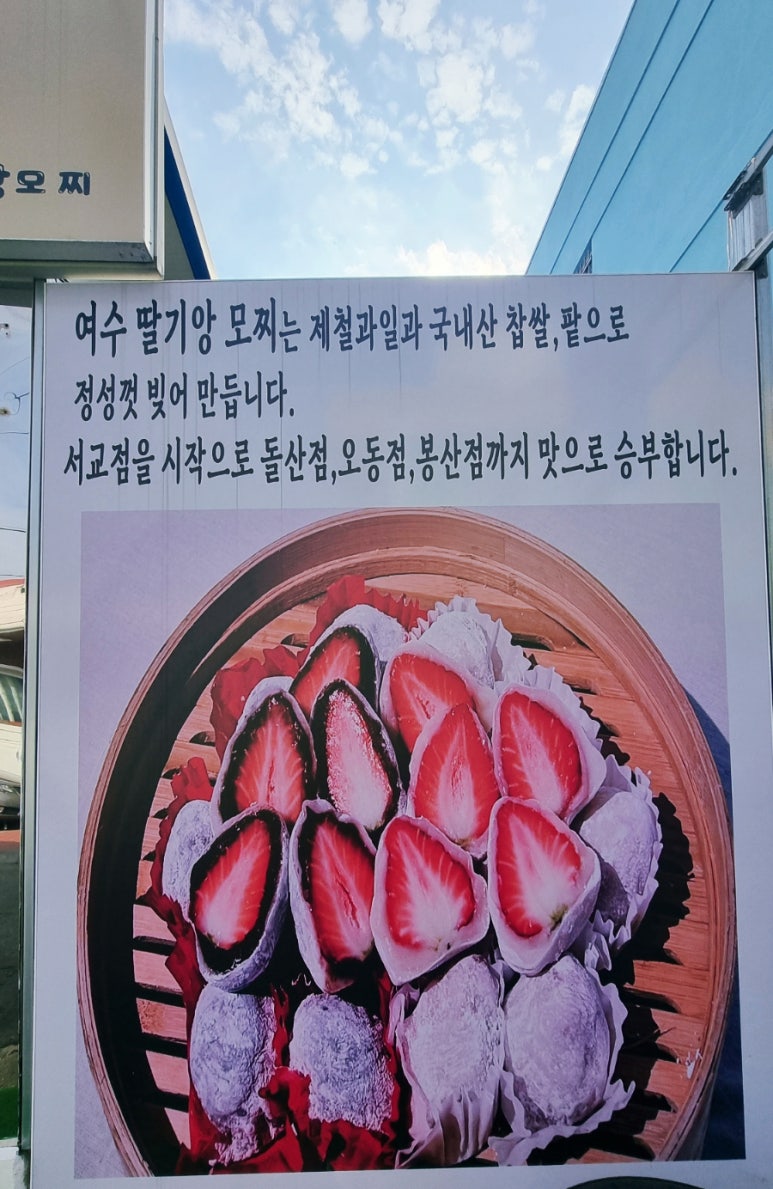 모찌
여수 딸기앙 모찌는 제철과일과 국내산 찹쌀,팥으로
정성껏 빚어 만듭니다.
서교점을 시작으로 돌산점,오동점,봉산점까지 맛으로 승부합니다.